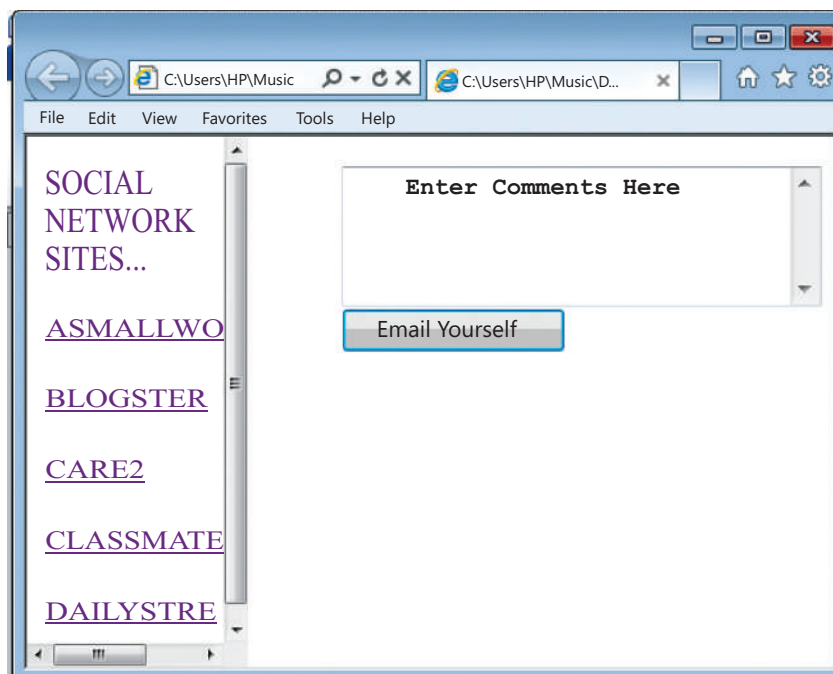 C:\Users\HP\Music
C:\Users\HP\Music\D...
File Edit View Favorites Tools Help
SOCIAL
NETWORK
SITES...
ASMALLWO
BLOGSTER
CARE2
CLASSMATE
DAILYSTRE
Enter Comments Here
Email Yourself